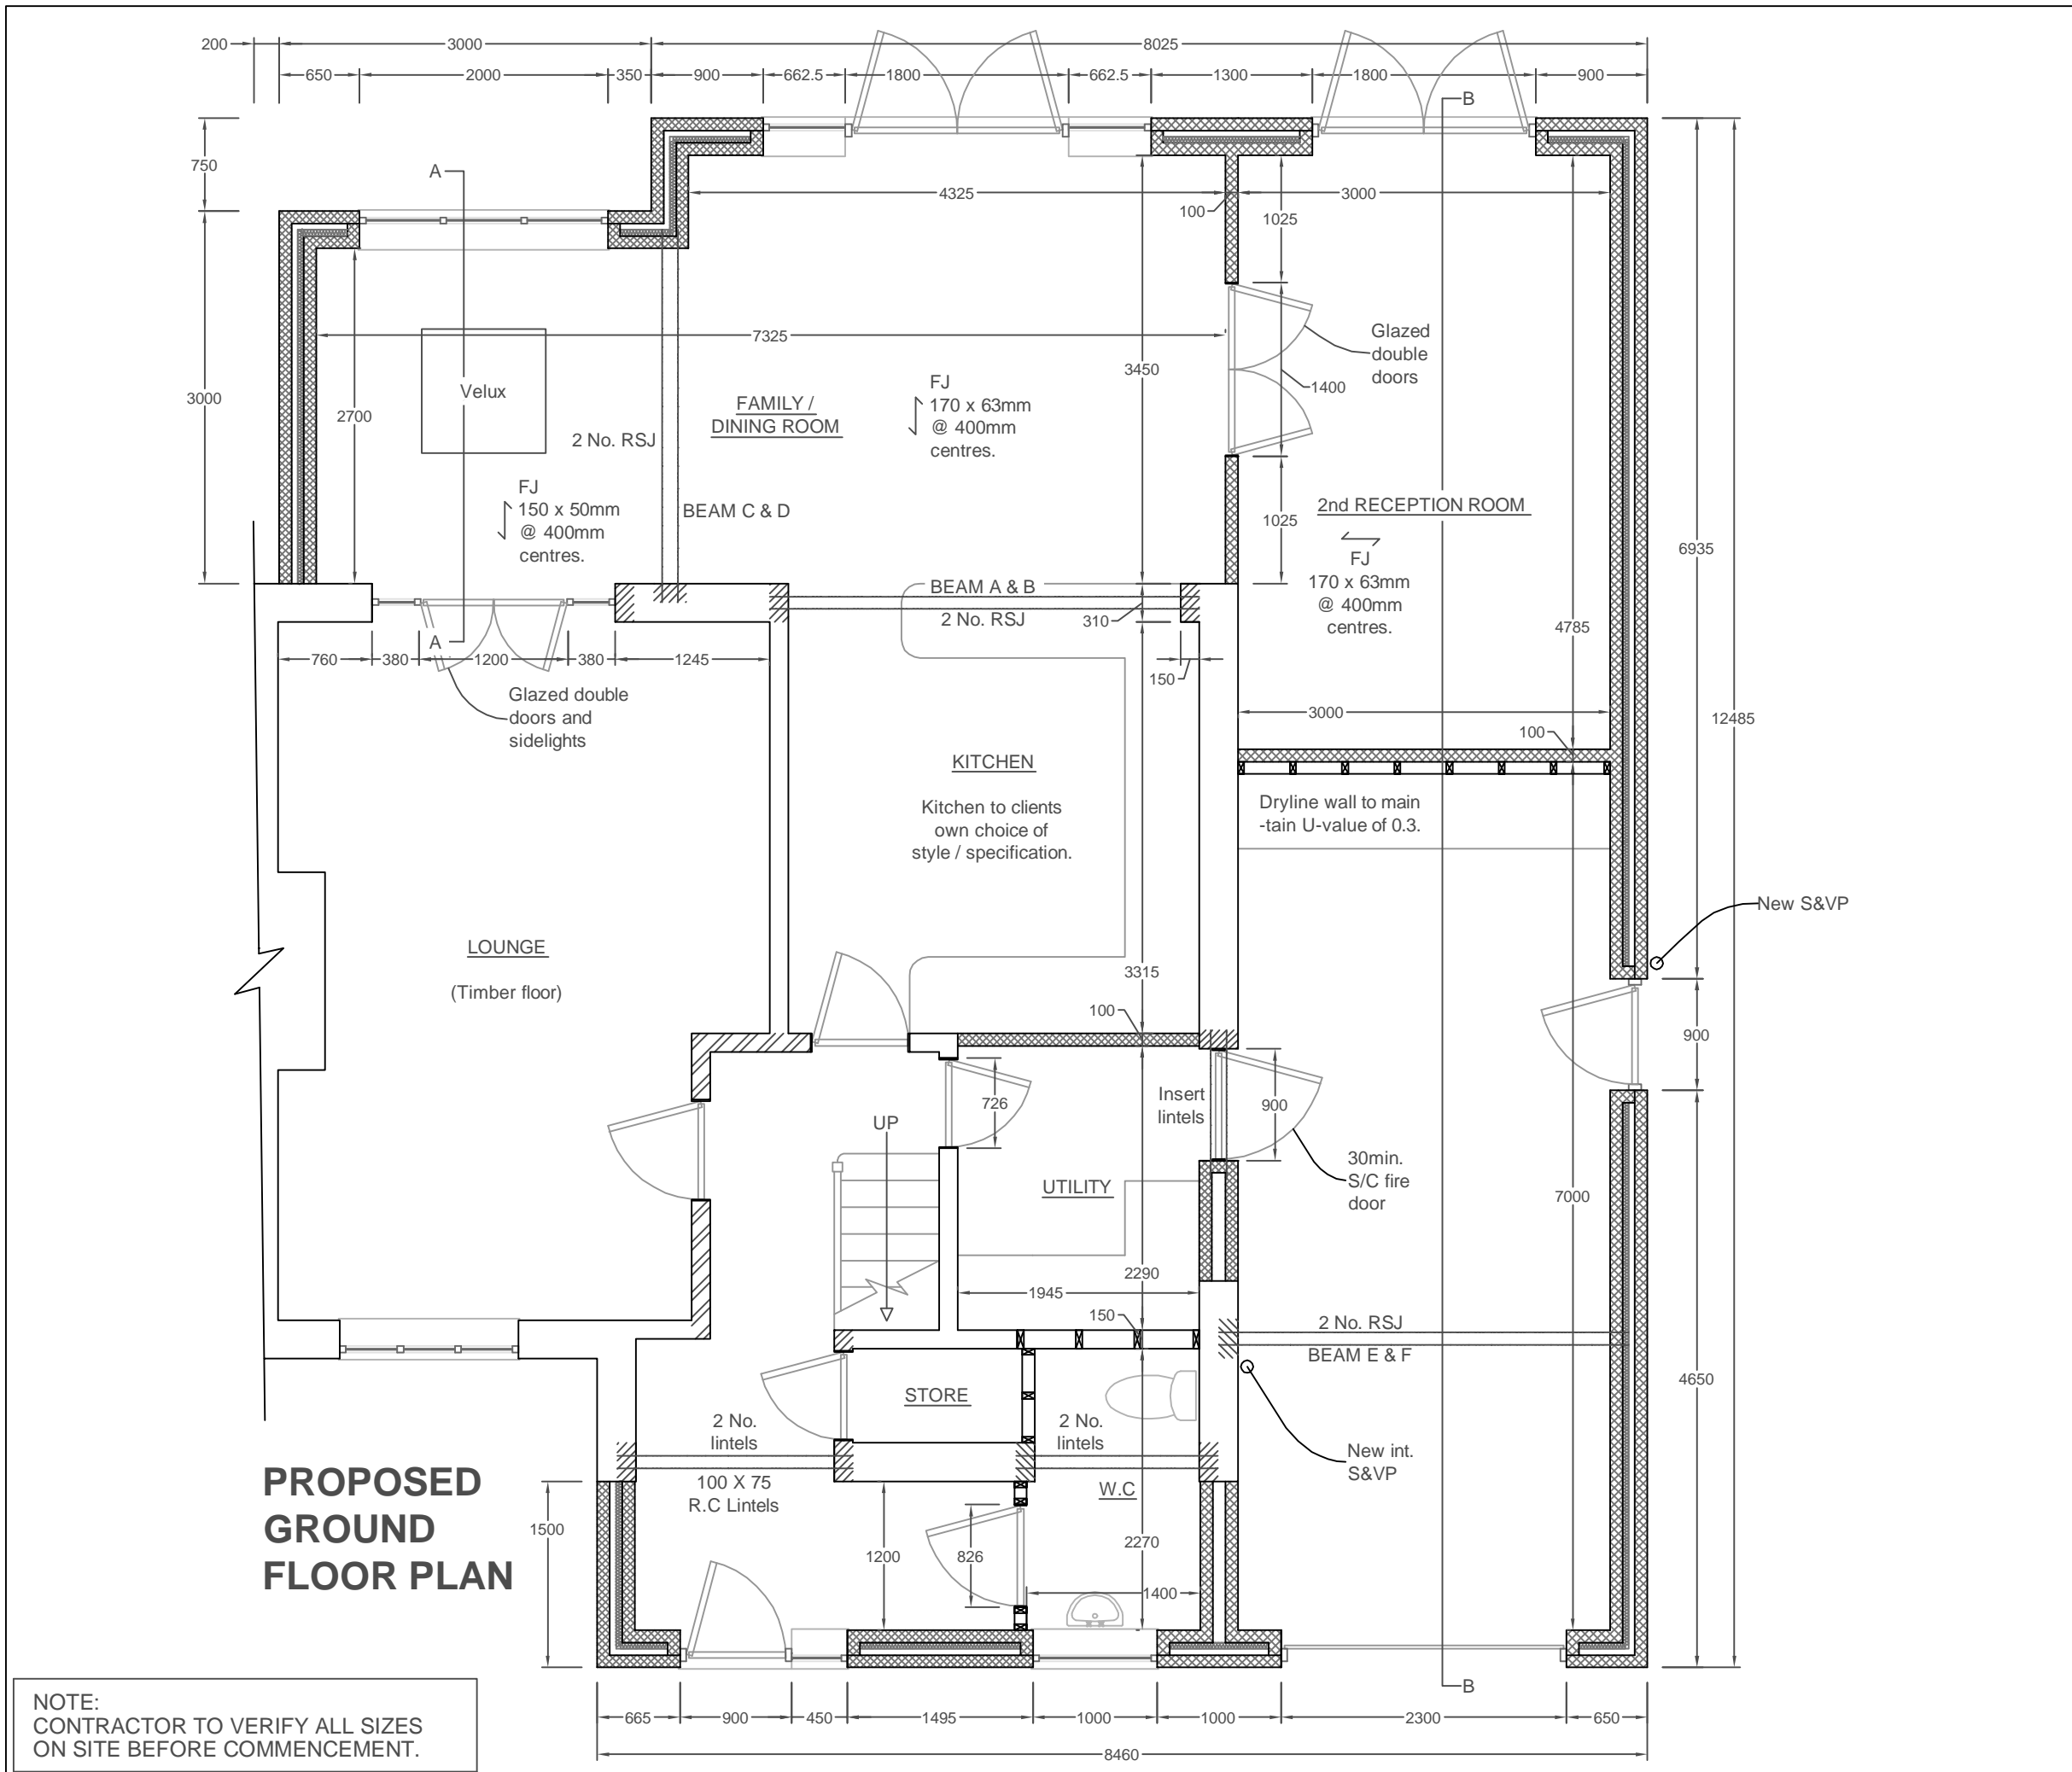 200
3000
8025
650
2000
350
900
662.5
1800
662.5
1300
1800
900
B
750
A
4325
3000
100
1025
7325
Glazed
double
doors
3450
1400
3000
Velux
2700
FAMILY /
DINING ROOM
FJ
170 x 63mm
@ 400mm
centres.
2 No. RSJ
FJ
150 x 50mm
@ 400mm
centres.
BEAM C & D
1025
2nd RECEPTION ROOM
FJ
170 x 63mm
@ 400mm
centres.
6935
BEAM A & B
2 No. RSJ
310
4785
A
760
380
1200
380
1245
150
Glazed double
doors and
sidelights
3000
12485
100
KITCHEN
Kitchen to clients
own choice of
style / specification.
Dryline wall to main
-tain U-value of 0.3.
New S&VP
LOUNGE
(Timber floor)
3315
100
900
726
Insert
lintels
900
UP
30min.
S/C fire
door
UTILITY
7000
2290
1945
150
2 No. RSJ
BEAM E & F
4650
STORE
2 No.
lintels
2 No.
lintels
New int.
S&VP
100 X 75
R.C Lintels
W.C
PROPOSED
GROUND
FLOOR PLAN
1500
1200
826
2270
1400
B
NOTE:
CONTRACTOR TO VERIFY ALL SIZES
ON SITE BEFORE COMMENCEMENT.
665
900
450
1495
1000
1000
2300
650
8460